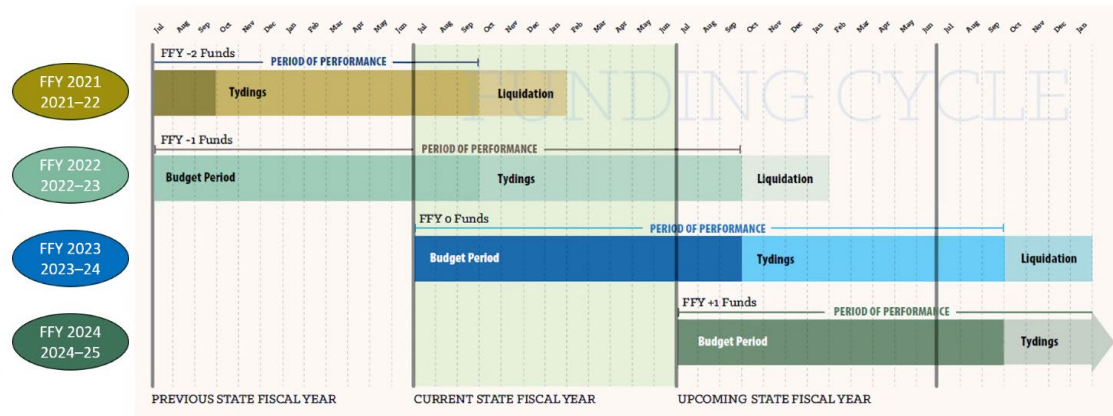 Jul Aug Sep Oct Nov Dec Jan Feb Mar Apr May Jun Jul Aug Sep Oct Nov Dec Jan Feb Mar Apr May Jun Jul Aug Sep Oct Nov Dec Jan Feb Mar Apr May Jun Jul Aug Sep Oct Nov Dec Jan
FUNDING CYCLE
FFY 2021
2021–22
FFY -2 Funds
PERIOD OF PERFORMANCE
Tydings
Liquidation
FFY 2022
2022–23
FFY -1 Funds
PERIOD OF PERFORMANCE
Budget Period
Tydings
Liquidation
FFY 2023
2023–24
FFY 0 Funds
PERIOD OF PERFORMANCE
Budget Period
Tydings
Liquidation
FFY 2024
2024–25
FFY +1 Funds
PERIOD OF PERFORMANCE
Budget Period
Tydings
PREVIOUS STATE FISCAL YEAR
CURRENT STATE FISCAL YEAR
UPCOMING STATE FISCAL YEAR